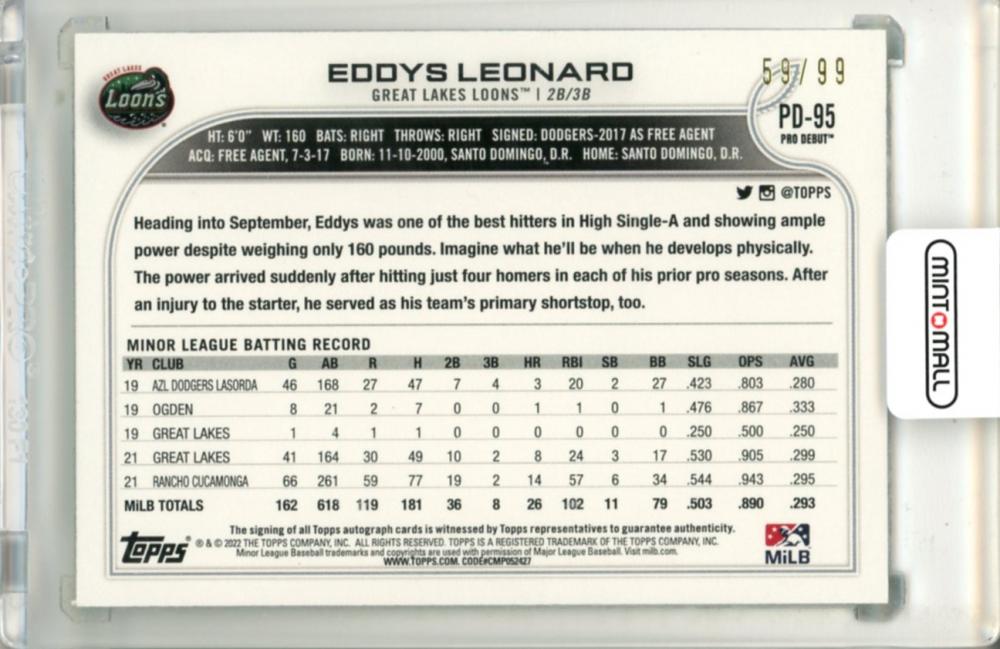 GREAT LAKES
Loons
EDDYS LEONARD
59/99
GREAT LAKES LOONS™ | 2B/3B
PD-95
PRO DEBUT™
HT: 6'0" WT: 160 BATS: RIGHT THROWS: RIGHT SIGNED: DODGERS-2017 AS FREE AGENT
ACQ: FREE AGENT, 7-3-17 BORN: 11-10-2000, SANTO DOMINGO, D.R. HOME: SANTO DOMINGO, D.R.
@TOPPS
Heading into September, Eddys was one of the best hitters in High Single-A and showing ample
power despite weighing only 160 pounds. Imagine what he'll be when he develops physically.
The power arrived suddenly after hitting just four homers in each of his prior pro seasons. After
an injury to the starter, he served as his team's primary shortstop, too.
MINOR LEAGUE BATTING RECORD
YR CLUB G AB R H 2B 3B HR RBI SB BB SLG OPS AVG
19 AZL DODGERS LASORDA 46 168 27 47 7 4 3 20 2 27 .423 .803 .280
19 OGDEN 8 21 2 7 0 0 1 1 0 1 .476 .867 .333
19 GREAT LAKES 1 4 1 1 0 0 0 0 0 0 .250 .500 .250
21 GREAT LAKES 41 164 30 49 10 2 8 24 3 17 .530 .905 .299
21 RANCHO CUCAMONGA 66 261 59 77 19 2 14 57 6 34 .544 .943 .295
MiLB TOTALS 162 618 119 181 36 8 26 102 11 79 .503 .890 .293
The signing of all Topps autograph cards is witnessed by Topps representatives to guarantee authenticity.
Topps® ® & © 2022 THE TOPPS COMPANY, INC. ALL RIGHTS RESERVED. TOPPS IS A REGISTERED TRADEMARK OF THE TOPPS COMPANY, INC.
Minor League Baseball trademarks and copyrights are used with permission of Major League Baseball. Visit milb.com.
WWW.TOPPS.COM. CODE#CMP052427
MiLB
MINTOMALL